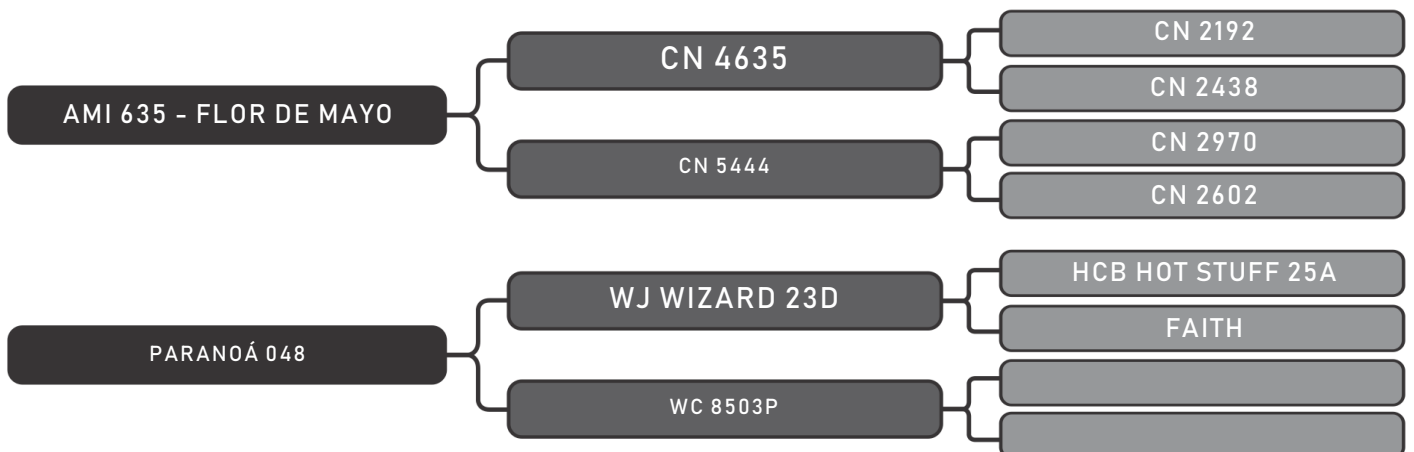 AMI 635 - FLOR DE MAYO
CN 4635
CN 2192
CN 2438
CN 5444
CN 2970
CN 2602
PARANOÁ 048
WJ WIZARD 23D
HCB HOT STUFF 25A
FAITH
WC 8503P